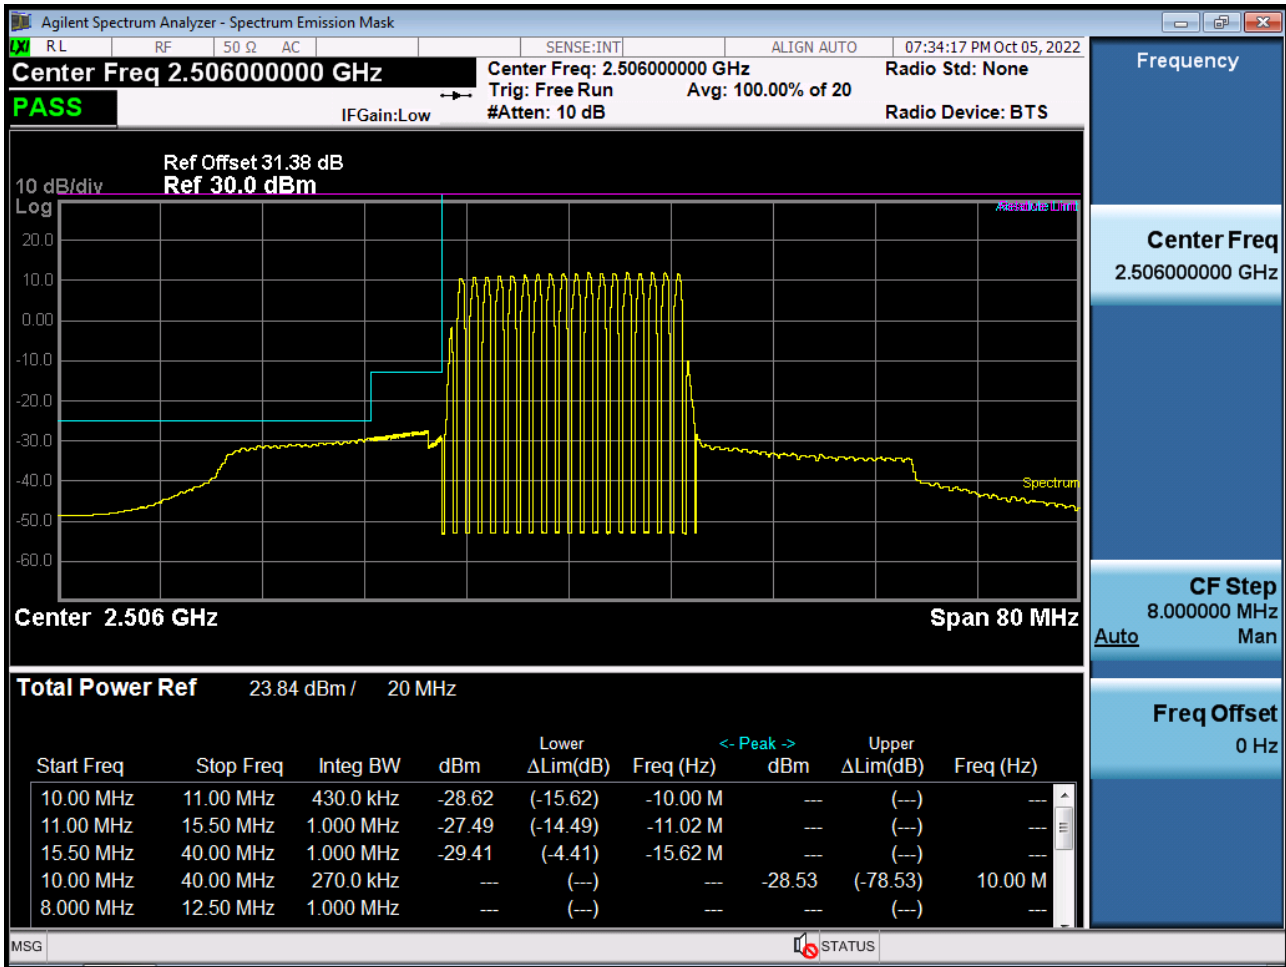 Agilent Spectrum Analyzer - Spectrum Emission Mask
LXI RL RF 50 Ω AC SENSE:INT ALIGN AUTO 07:34:17 PM Oct 05, 2022
Center Freq 2.506000000 GHz
Center Freq: 2.506000000 GHz
Radio Std: None
Trig: Free Run Avg: 100.00% of 20
PASS
IFGain:Low
#Atten: 10 dB
Radio Device: BTS
Ref Offset 31.38 dB
10 dB/div Ref 30.0 dBm
Log
Absolute Limit
20.0
10.0
0.00
-10.0
-20.0
-30.0
-40.0
Spectrum
-50.0
-60.0
Center 2.506 GHz Span 80 MHz
Total Power Ref 23.84 dBm / 20 MHz
Lower <- Peak -> Upper
Start Freq Stop Freq Integ BW dBm ΔLim(dB) Freq (Hz) dBm ΔLim(dB) Freq (Hz)
10.00 MHz 11.00 MHz 430.0 kHz -28.62 (-15.62) -10.00 M --- (---) ---
11.00 MHz 15.50 MHz 1.000 MHz -27.49 (-14.49) -11.02 M --- (---) ---
15.50 MHz 40.00 MHz 1.000 MHz -29.41 (-4.41) -15.62 M --- (---) ---
10.00 MHz 40.00 MHz 270.0 kHz --- (---) --- -28.53 (-78.53) 10.00 M
8.000 MHz 12.50 MHz 1.000 MHz --- (---) --- --- (---) ---
MSG STATUS
Frequency
Center Freq
2.506000000 GHz
CF Step
8.000000 MHz
Auto Man
Freq Offset
0 Hz